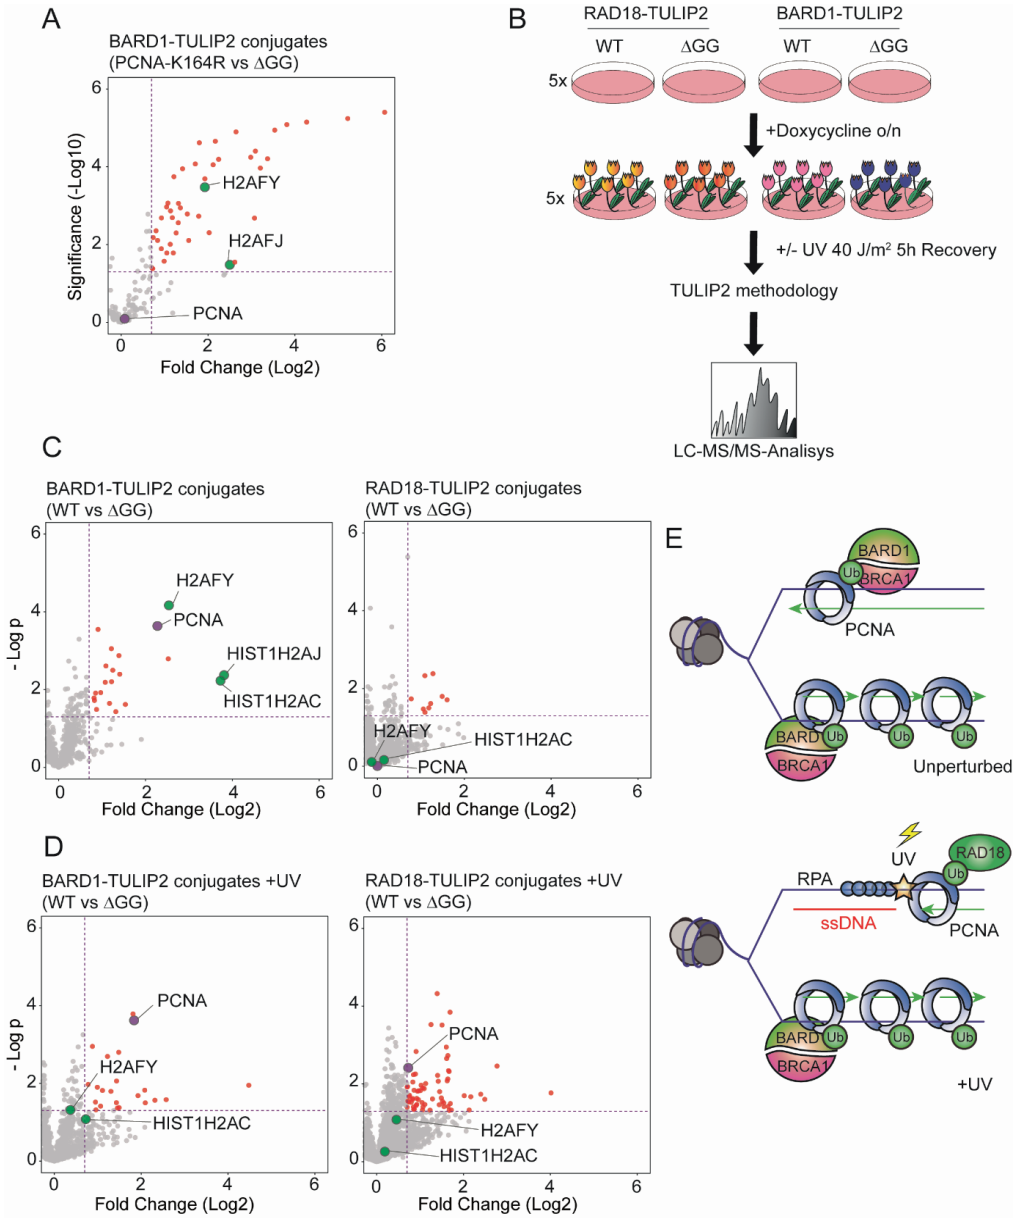 A
BARD1-TULIP2 conjugates
(PCNA-K164R vs ΔGG)
Significance (-Log10)
6
4
2
0
H2AFY
H2AFJ
PCNA
0 2 4 6
Fold Change (Log2)
B
RAD18-TULIP2 BARD1-TULIP2
WT ΔGG WT ΔGG
5x
+Doxycycline o/n
5x
+/- UV 40 J/m² 5h Recovery
TULIP2 methodology
LC-MS/MS-Analisys
C
BARD1-TULIP2 conjugates
(WT vs ΔGG)
- Log p
6
4
2
0
H2AFY
PCNA
HIST1H2AJ
HIST1H2AC
0 2 4 6
Fold Change (Log2)
RAD18-TULIP2 conjugates
(WT vs ΔGG)
6
4
2
0
H2AFY
HIST1H2AC
PCNA
0 2 4 6
Fold Change (Log2)
D
BARD1-TULIP2 conjugates +UV
(WT vs ΔGG)
- Log p
6
4
2
0
PCNA
H2AFY
HIST1H2AC
0 2 4 6
Fold Change (Log2)
RAD18-TULIP2 conjugates +UV
(WT vs ΔGG)
6
4
2
0
PCNA
H2AFY
HIST1H2AC
0 2 4 6
Fold Change (Log2)
E
BARD1
Ub
BRCA1
PCNA
BARD
Ub Ub Ub
BRCA1
Unperturbed
UV
RAD18
Ub
RPA
ssDNA
PCNA
BARD
Ub Ub Ub
BRCA1
+UV